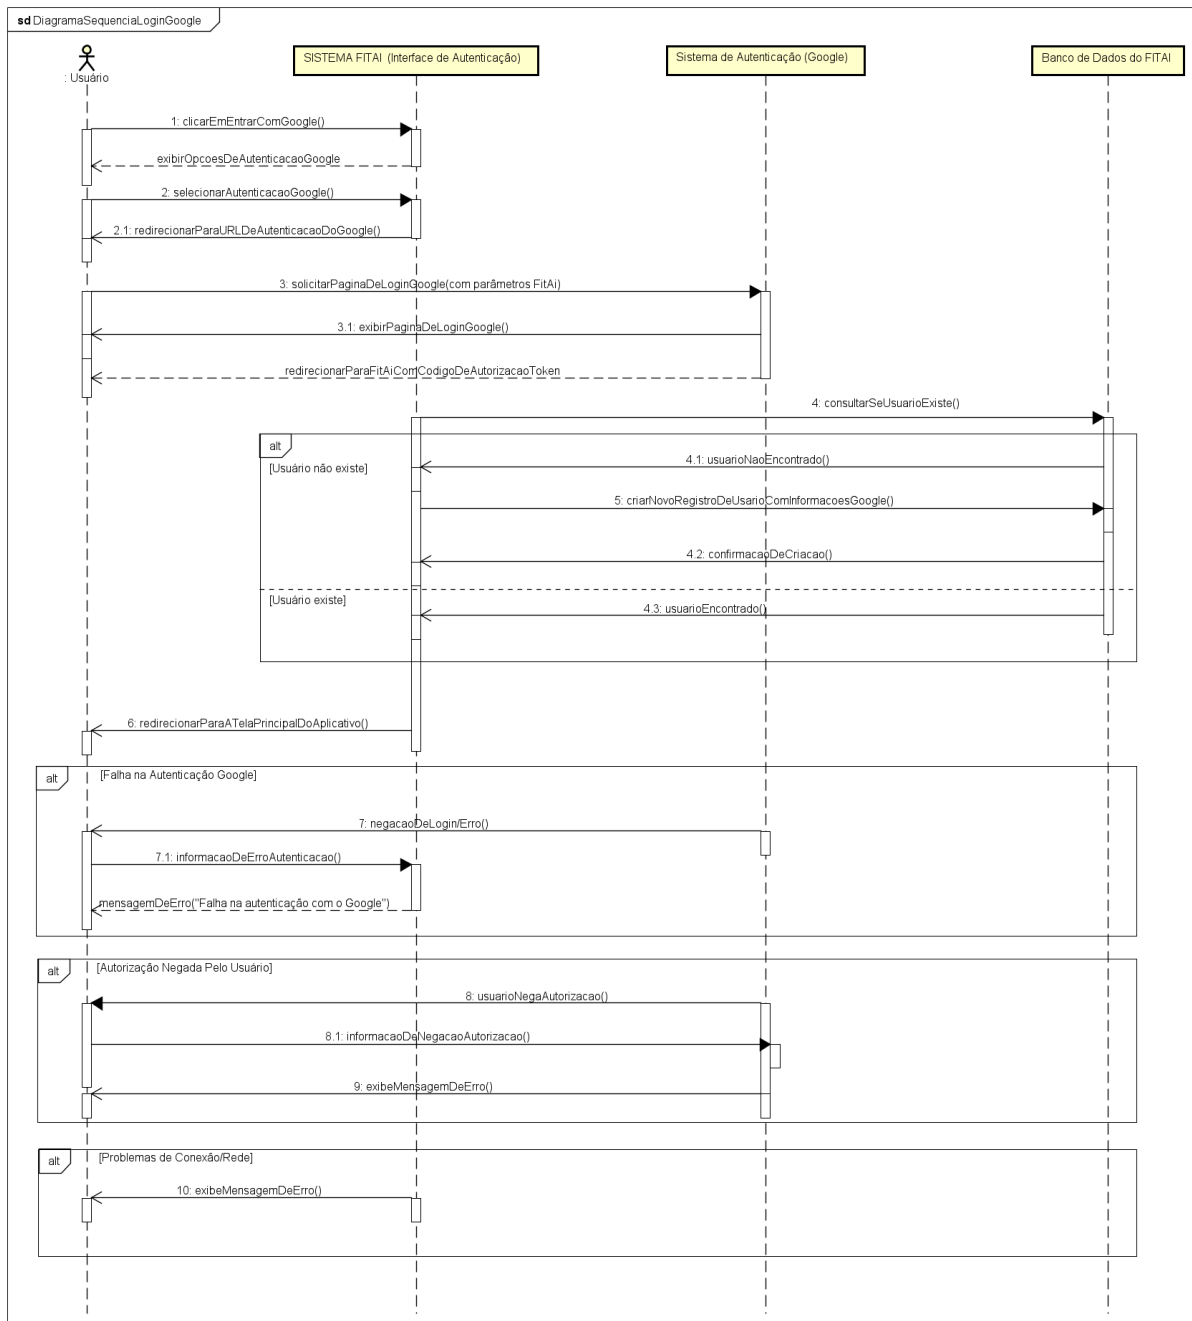 sd DiagramaSequenciaLoginGoogle
: Usuário
SISTEMA FITAI (Interface de Autenticação)
Sistema de Autenticação (Google)
Banco de Dados do FITAI
1: clicarEmEntrarComGoogle()
exibirOpcoesDeAutenticacaoGoogle
2: selecionarAutenticacaoGoogle()
2.1: redirecionarParaURLDeAutenticacaoDoGoogle()
3: solicitarPaginaDeLoginGoogle(com parâmetros FitAi)
3.1: exibirPaginaDeLoginGoogle()
redirecionarParaFitAiComCodigoDeAutorizacaoToken
4: consultarSeUsuarioExiste()
alt
[Usuário não existe]
4.1: usuarioNaoEncontrado()
5: criarNovoRegistroDeUsarioComInformacoesGoogle()
4.2: confirmacaoDeCriacao()
[Usuário existe]
4.3: usuarioEncontrado()
6: redirecionarParaATelaPrincipalDoAplicativo()
alt
[Falha na Autenticação Google]
7: negacaoDeLogin/Erro()
7.1: informacaoDeErroAutenticacao()
mensagemDeErro("Falha na autenticação com o Google")
alt
[Autorização Negada Pelo Usuário]
8: usuarioNegaAutorizacao()
8.1: informacaoDeNegacaoAutorizacao()
9: exibeMensagemDeErro()
alt
[Problemas de Conexão/Rede]
10: exibeMensagemDeErro()